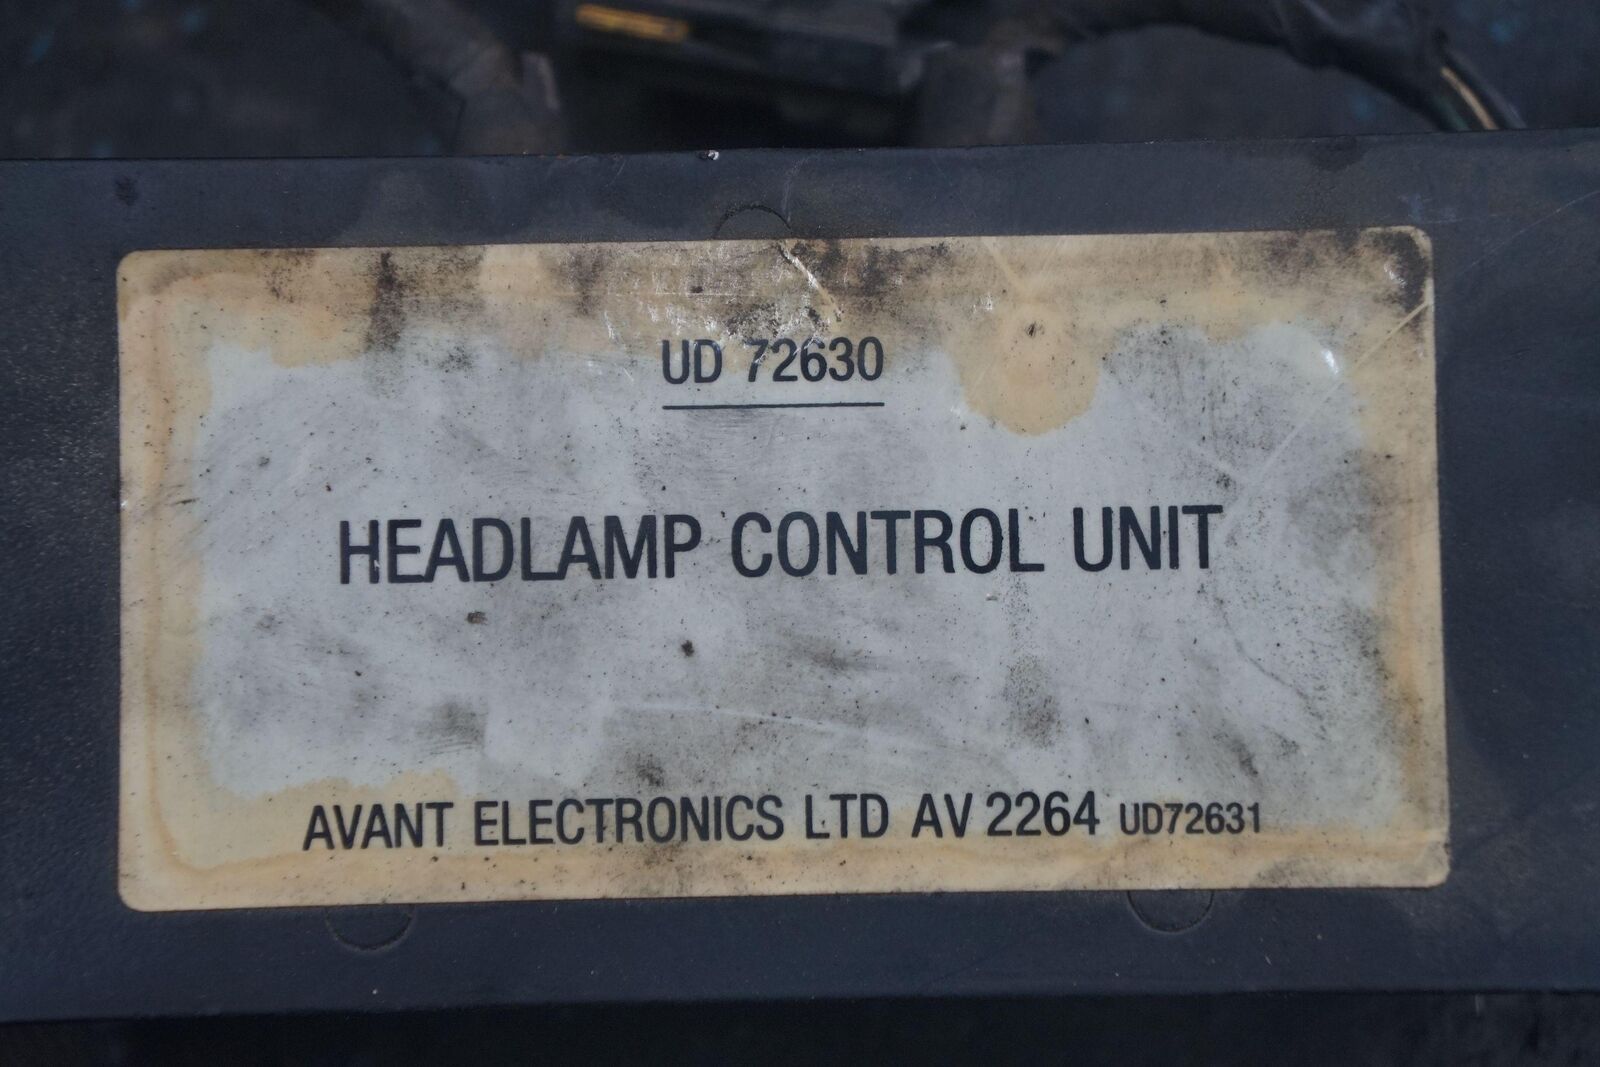 UD 72630
HEADLAMP CONTROL UNIT
AVANT ELECTRONICS LTD AV 2264 UD72631